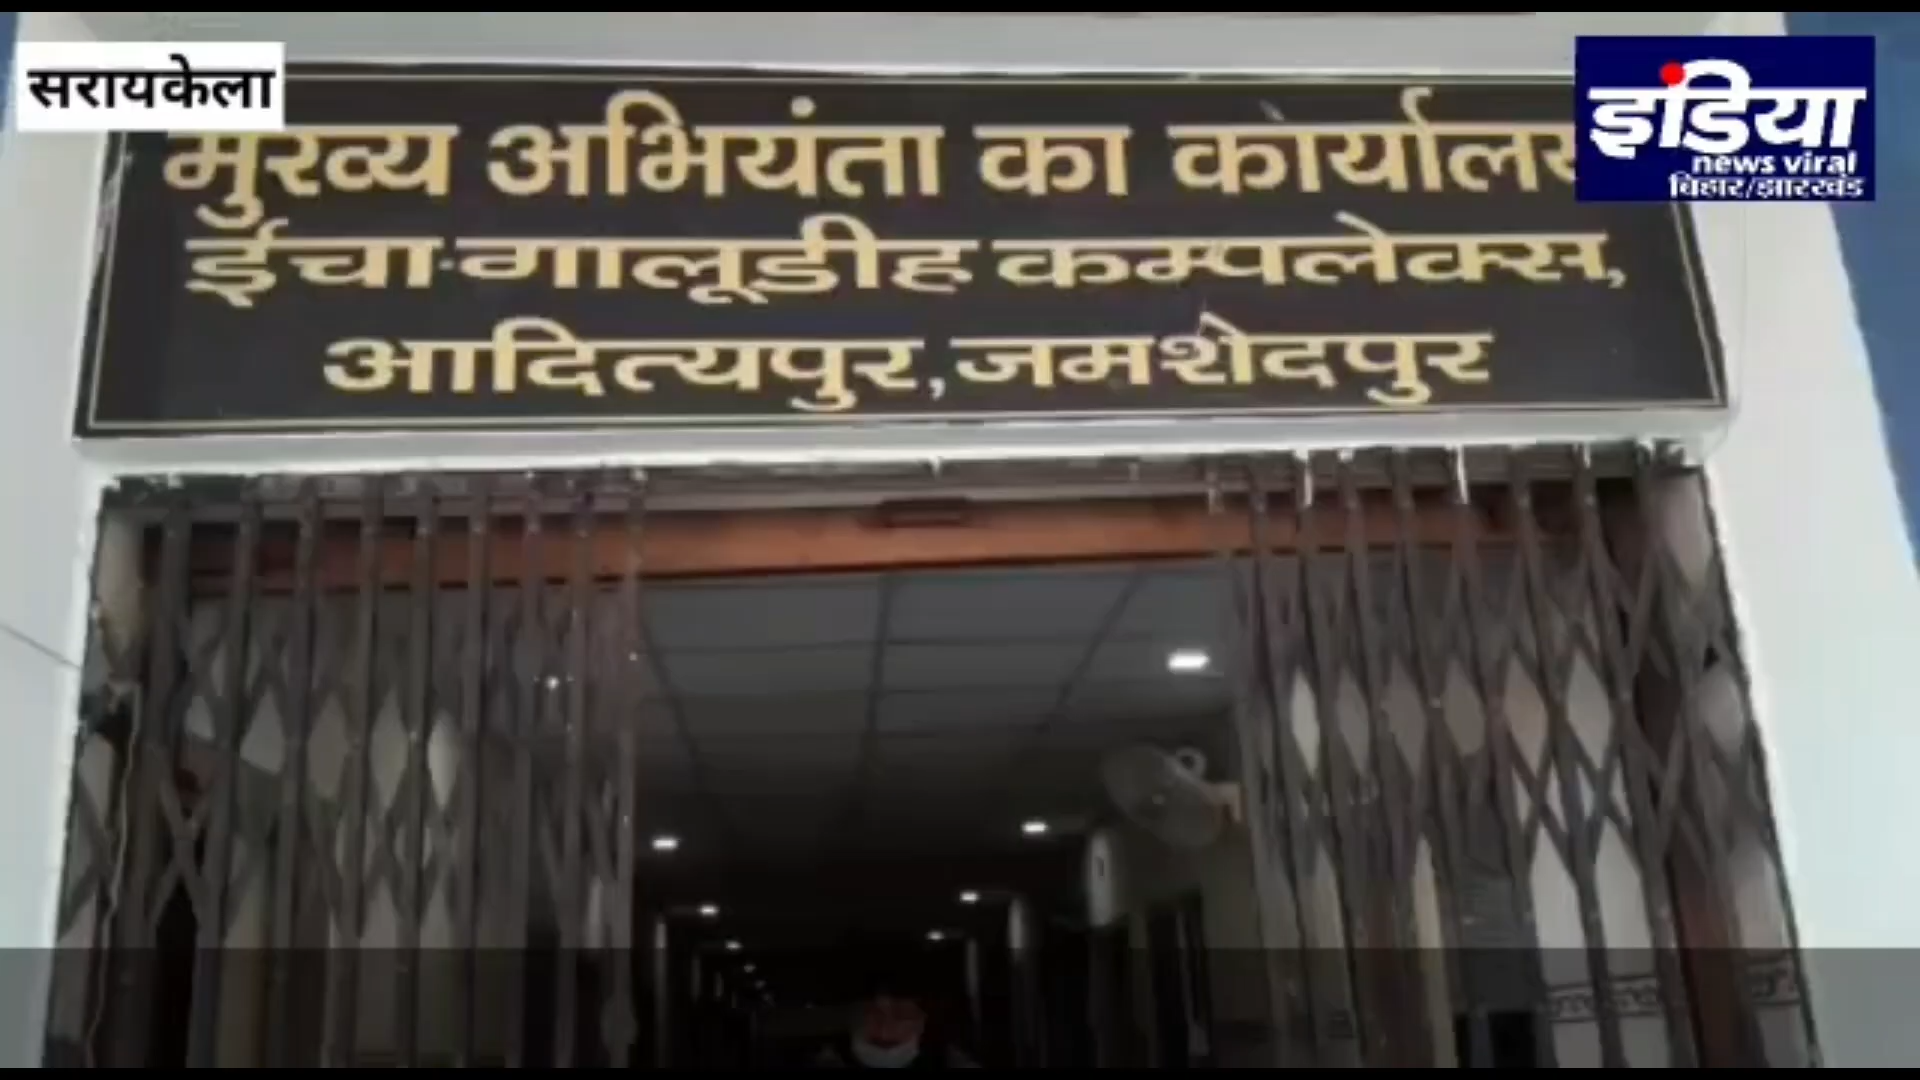 सरायकेला
इंडिया
news viral
बिहार/झारखंड
मुख्य अभियंता का कार्यालय
ईचा-गालूडीह कम्पलेक्स,
आदित्यपुर, जमशेदपुर